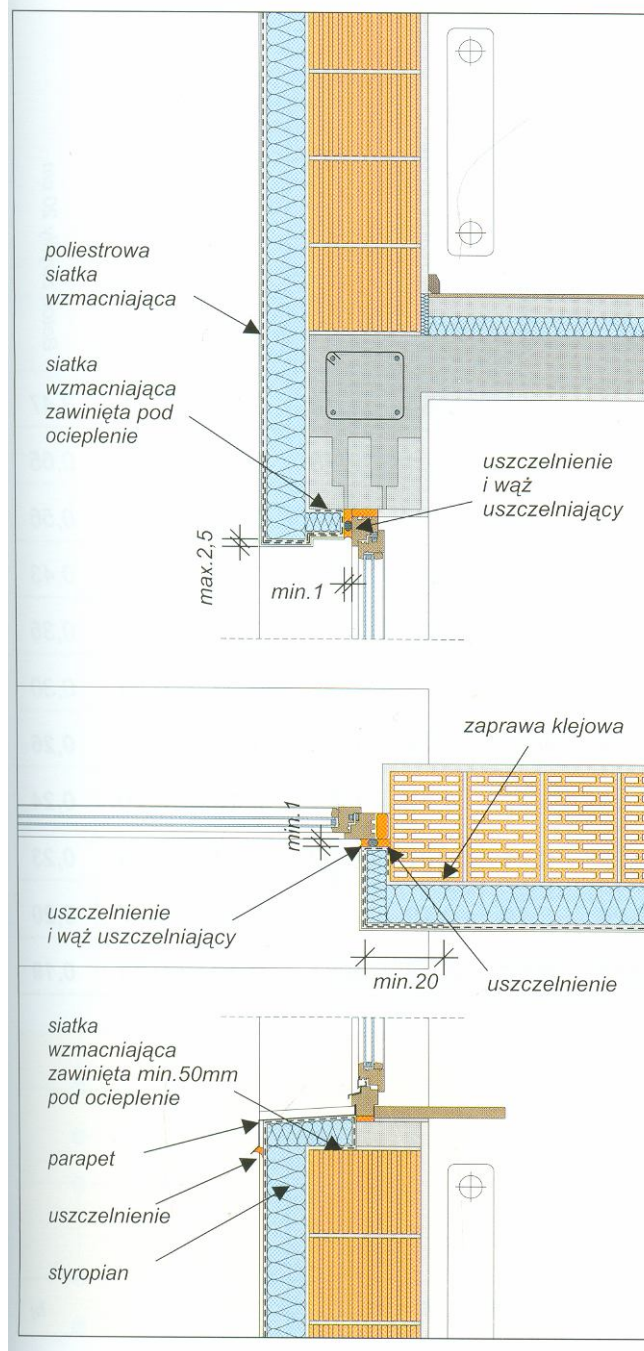 poliestrowa
siatka
wzmacniająca
siatka
wzmacniająca
zawinięta pod
ocieplenie
uszczelnienie
i wąż
uszczelniający
max.2,5
min.1
zaprawa klejowa
min.1
uszczelnienie
i wąż uszczelniający
min.20
uszczelnienie
siatka
wzmacniająca
zawinięta min.50mm
pod ocieplenie
parapet
uszczelnienie
styropian